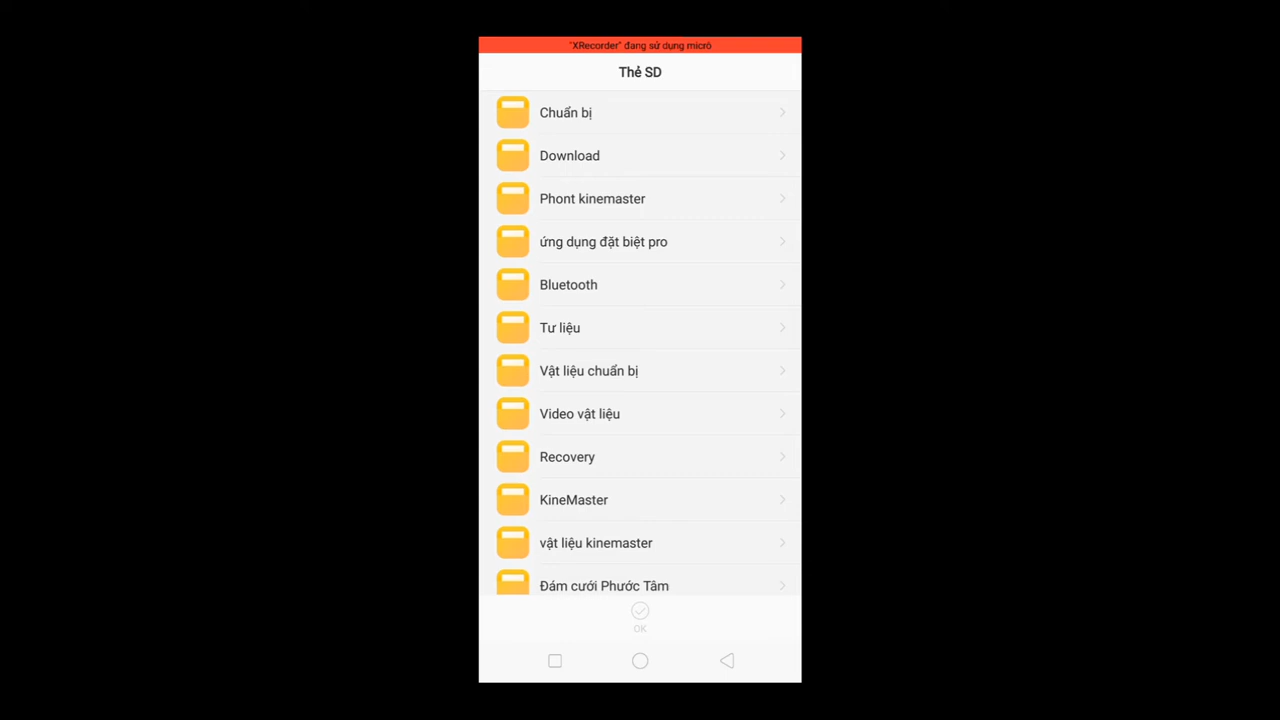 "XRecorder" đang sử dụng micrô
Thẻ SD
Chuẩn bị
Download
Phont kinemaster
ứng dụng đặt biệt pro
Bluetooth
Tư liệu
Vật liệu chuẩn bị
Video vật liệu
Recovery
KineMaster
vật liệu kinemaster
Đám cưới Phước Tâm
OK